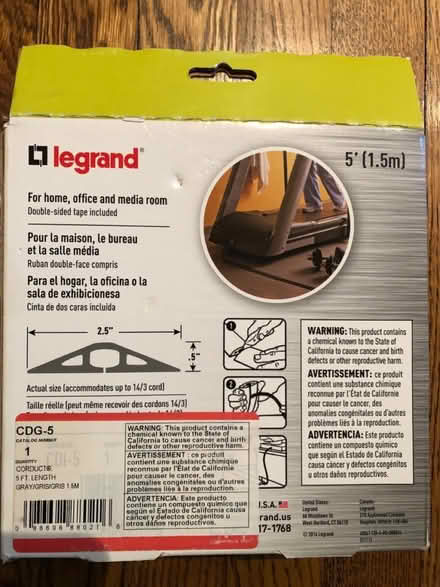 legrand®
5' (1.5m)
For home, office and media room
Double-sided tape included
Pour la maison, le bureau
et la salle média
Ruban double-face compris
Para el hogar, la oficina o la
sala de exhibicionesa
Cinta de dos caras incluida
2.5"
.5"
Actual size (accommodates up to 14/3 cord)
Taille réelle (peut même recevoir des cordons 14/3)
1
2
WARNING: This product contains
a chemical known to the State of
California to cause cancer and birth
defects or other reproductive harm.
AVERTISSEMENT: ce produit
contient une substance chimique
reconnue par l'État de Californie
pour causer le cancer, des
anomalies congénitales ou d'autres
problèmes liés à la reproduction.
ADVERTENCIA: Este producto
contiene un compuesto químico
que según el Estado de California
causa cáncer y defectos congénitos
u otros daños reproductivos.
CDG-5
CATALOG NUMBER
1
QUANTITY
CORDUCT®
5 FT. LENGTH
GRAY/GRIS/GRIS 1.5M
WARNING: This product contains a
chemical known to the State of
California to cause cancer and birth
defects or other reproductive harm.
AVERTISSEMENT : ce produit
contient une substance chimique
reconnue par l'État de Californie
pour causer le cancer, des
anomalies congénitales ou d'autres
problèmes liés à la reproduction.
ADVERTENCIA: Este producto
contiene un compuesto químico que
según el Estado de California causa
cáncer y defectos congénitos u
otros daños reproductivos.
U.S.A.
grand.us
17-1768
United States:
Legrand
West Hartford, CT 06110
Canada:
Legrand
© 2014 Legrand